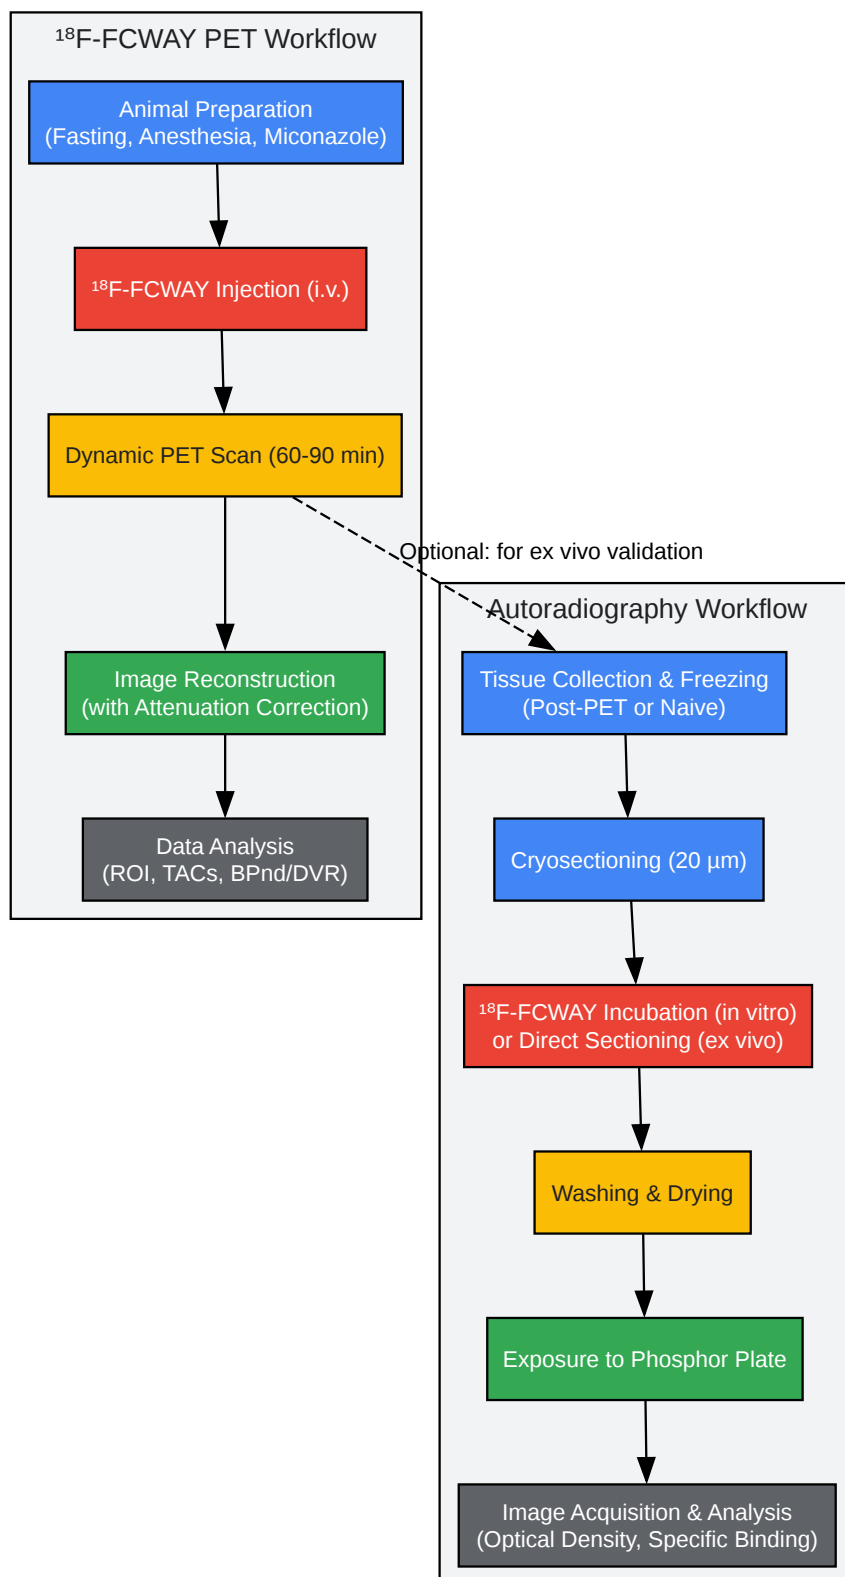 ¹⁸F-FCWAY PET Workflow
Animal Preparation
(Fasting, Anesthesia, Miconazole)
¹⁸F-FCWAY Injection (i.v.)
Dynamic PET Scan (60-90 min)
Optional: for ex vivo validation
Image Reconstruction
(with Attenuation Correction)
Data Analysis
(ROI, TACs, BPnd/DVR)
Autoradiography Workflow
Tissue Collection & Freezing
(Post-PET or Naive)
Cryosectioning (20 µm)
¹⁸F-FCWAY Incubation (in vitro)
or Direct Sectioning (ex vivo)
Washing & Drying
Exposure to Phosphor Plate
Image Acquisition & Analysis
(Optical Density, Specific Binding)